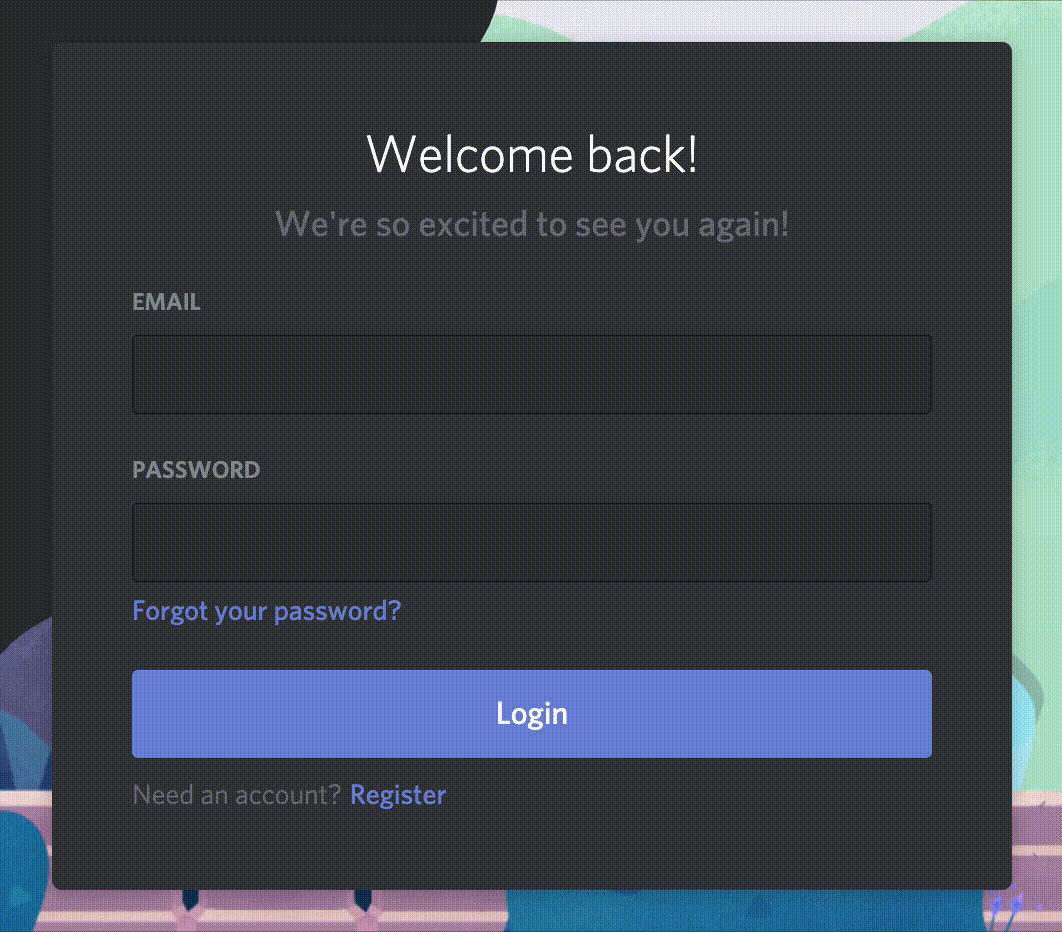 Welcome back!
We're so excited to see you again!
EMAIL
PASSWORD
Forgot your password?
Login
Need an account? Register